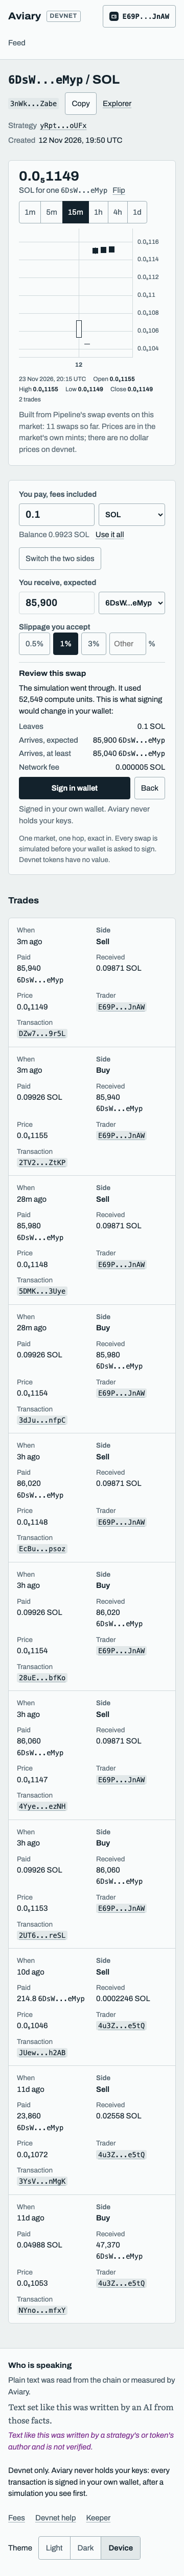 Aviary DEVNET E69P...JnAW
Feed
6DsW...eMyp / SOL
3nWk...Zabe Copy Explorer
Strategy yRpt...oUFx
Created 12 Nov 2026, 19:50 UTC
0.0₅1149
SOL for one 6DsW...eMyp Flip
1m 5m 15m 1h 4h 1d
0.0₅116
0.0₅114
0.0₅112
0.0₅11
0.0₅108
0.0₅106
0.0₅104
12
23 Nov 2026, 20:15 UTC Open 0.0₅1155
High 0.0₅1155 Low 0.0₅1149 Close 0.0₅1149
2 trades
Built from Pipeline's swap events on this
market: 11 swaps so far. Prices are in the
market's own mints; there are no dollar
prices on devnet.
You pay, fees included
0.1 SOL
Balance 0.9923 SOL Use it all
Switch the two sides
You receive, expected
85,900 6DsW...eMyp
Slippage you accept
0.5% 1% 3% Other %
Review this swap
The simulation went through. It used
52,549 compute units. This is what signing
would change in your wallet:
Leaves 0.1 SOL
Arrives, expected 85,900 6DsW...eMyp
Arrives, at least 85,040 6DsW...eMyp
Network fee 0.000005 SOL
Sign in wallet Back
Signed in your own wallet. Aviary never
holds your keys.
One market, one hop, exact in. Every swap is
simulated before your wallet is asked to sign.
Devnet tokens have no value.
Trades
When Side
3m ago Sell
Paid Received
85,940 0.09871 SOL
6DsW...eMyp
Price Trader
0.0₅1149 E69P...JnAW
Transaction
DZw7...9r5L
When Side
3m ago Buy
Paid Received
0.09926 SOL 85,940
6DsW...eMyp
Price Trader
0.0₅1155 E69P...JnAW
Transaction
2TV2...ZtKP
When Side
28m ago Sell
Paid Received
85,980 0.09871 SOL
6DsW...eMyp
Price Trader
0.0₅1148 E69P...JnAW
Transaction
5DMK...3Uye
When Side
28m ago Buy
Paid Received
0.09926 SOL 85,980
6DsW...eMyp
Price Trader
0.0₅1154 E69P...JnAW
Transaction
3dJu...nfpC
When Side
3h ago Sell
Paid Received
86,020 0.09871 SOL
6DsW...eMyp
Price Trader
0.0₅1148 E69P...JnAW
Transaction
EcBu...psoz
When Side
3h ago Buy
Paid Received
0.09926 SOL 86,020
6DsW...eMyp
Price Trader
0.0₅1154 E69P...JnAW
Transaction
28uE...bfKo
When Side
3h ago Sell
Paid Received
86,060 0.09871 SOL
6DsW...eMyp
Price Trader
0.0₅1147 E69P...JnAW
Transaction
4Yye...ezNH
When Side
3h ago Buy
Paid Received
0.09926 SOL 86,060
6DsW...eMyp
Price Trader
0.0₅1153 E69P...JnAW
Transaction
2UT6...reSL
When Side
10d ago Sell
Paid Received
214.8 6DsW...eMyp 0.0002246 SOL
Price Trader
0.0₅1046 4u3Z...e5tQ
Transaction
JUew...h2AB
When Side
11d ago Sell
Paid Received
23,860 0.02558 SOL
6DsW...eMyp
Price Trader
0.0₅1072 4u3Z...e5tQ
Transaction
3YsV...nMgK
When Side
11d ago Buy
Paid Received
0.04988 SOL 47,370
6DsW...eMyp
Price Trader
0.0₅1053 4u3Z...e5tQ
Transaction
NYno...mfxY
Who is speaking
Plain text was read from the chain or measured by
Aviary.
Text set like this was written by an AI from
those facts.
Text like this was written by a strategy's or token's
author and is not verified.
Devnet only. Aviary never holds your keys: every
transaction is signed in your own wallet, after a
simulation you see first.
Fees Devnet help Keeper
Theme Light Dark Device